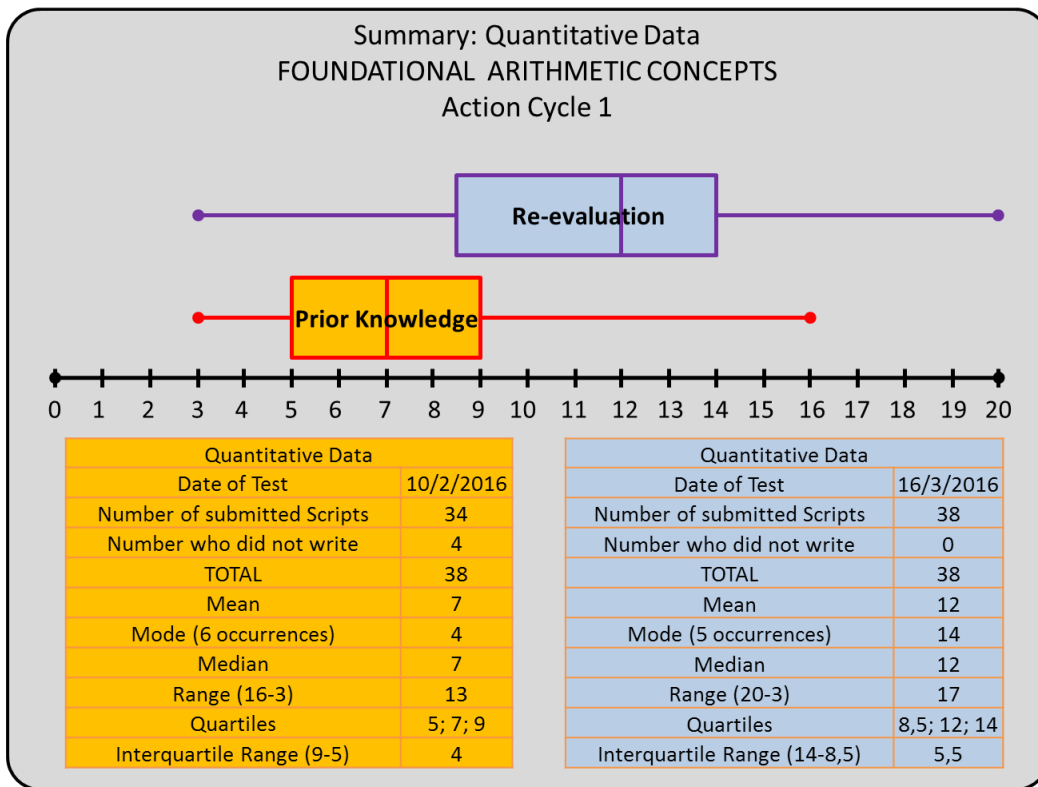 Summary: Quantitative Data
FOUNDATIONAL ARITHMETIC CONCEPTS
Action Cycle 1
Re-evaluation
Prior Knowledge
0 1 2 3 4 5 6 7 8 9 10 11 12 13 14 15 16 17 18 19 20
Quantitative Data
Date of Test 10/2/2016
Number of submitted Scripts 34
Number who did not write 4
TOTAL 38
Mean 7
Mode (6 occurrences) 4
Median 7
Range (16-3) 13
Quartiles 5; 7; 9
Interquartile Range (9-5) 4
Quantitative Data
Date of Test 16/3/2016
Number of submitted Scripts 38
Number who did not write 0
TOTAL 38
Mean 12
Mode (5 occurrences) 14
Median 12
Range (20-3) 17
Quartiles 8,5; 12; 14
Interquartile Range (14-8,5) 5,5